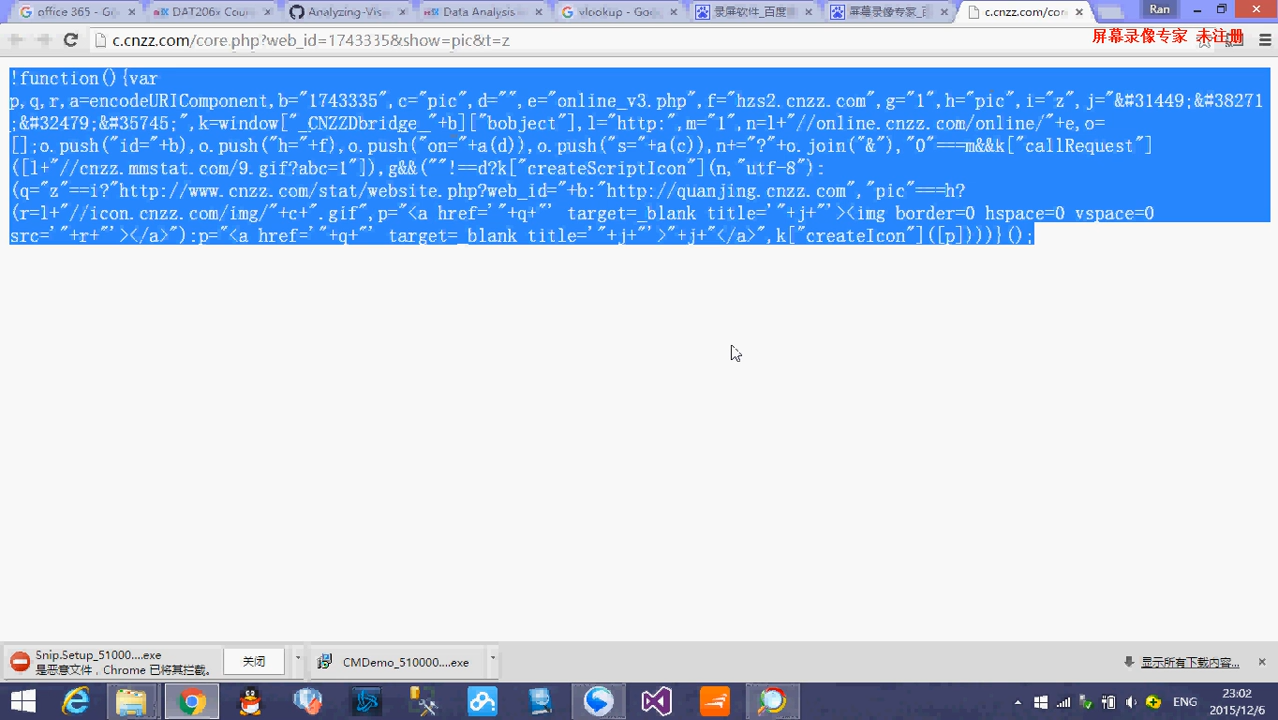 office 365 - Go
DAT206x Cour
Analyzing-Vis
Data Analysis
vlookup - Goo
录屏软件_百度
屏幕录像专家_百
c.cnzz.com/cor
Ran
c.cnzz.com/core.php?web_id=1743335&show=pic&t=z
屏幕录像专家 未注册
!function(){var
p,q,r,a=encodeURIComponent,b="1743335",c="pic",d="",e="online_v3.php",f="hzs2.cnzz.com",g="1",h="pic",i="z",j="&#31449;&#38271
;&#32479;&#35745;",k=window["_CNZZDbridge_"+b]["bobject"],l="http:",m="1",n=l+"//online.cnzz.com/online/"+e,o=
[];o.push("id="+b),o.push("h="+f),o.push("on="+a(d)),o.push("s="+a(c)),n+="?"+o.join("&"),"0"===m&&k["callRequest"]
([l+"//cnzz.mmstat.com/9.gif?abc=1"]),g&&(""!==d?k["createScriptIcon"](n,"utf-8"):
(q="z"==i?"http://www.cnzz.com/stat/website.php?web_id="+b:"http://quanjing.cnzz.com","pic"===h?
(r=l+"//icon.cnzz.com/img/"+c+".gif",p="<a href='"+q+"' target=_blank title='"+j+"'><img border=0 hspace=0 vspace=0
src='"+r+"'></a>"):p="<a href='"+q+"' target=_blank title='"+j+"'>"+j+"</a>",k["createIcon"]([p])))}();
Snip.Setup_51000....exe
是恶意文件，Chrome 已将其拦截。
关闭
CMDemo_510000....exe
显示所有下载内容...
ENG
23:02
2015/12/6